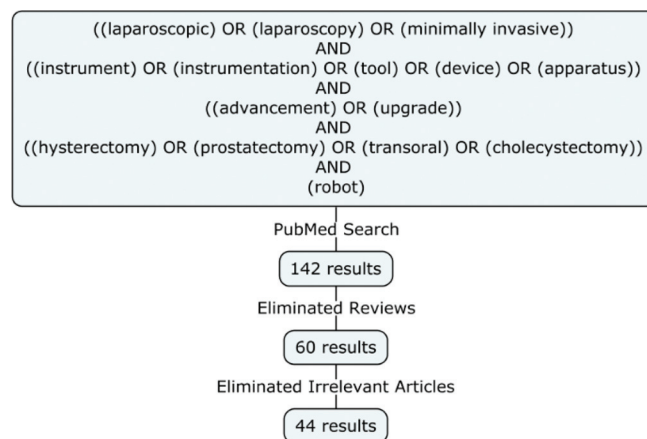 ((laparoscopic) OR (laparoscopy) OR (minimally invasive))
AND
((instrument) OR (instrumentation) OR (tool) OR (device) OR (apparatus))
AND
((advancement) OR (upgrade))
AND
((hysterectomy) OR (prostatectomy) OR (transoral) OR (cholecystectomy))
AND
(robot)
PubMed Search
142 results
Eliminated Reviews
60 results
Eliminated Irrelevant Articles
44 results